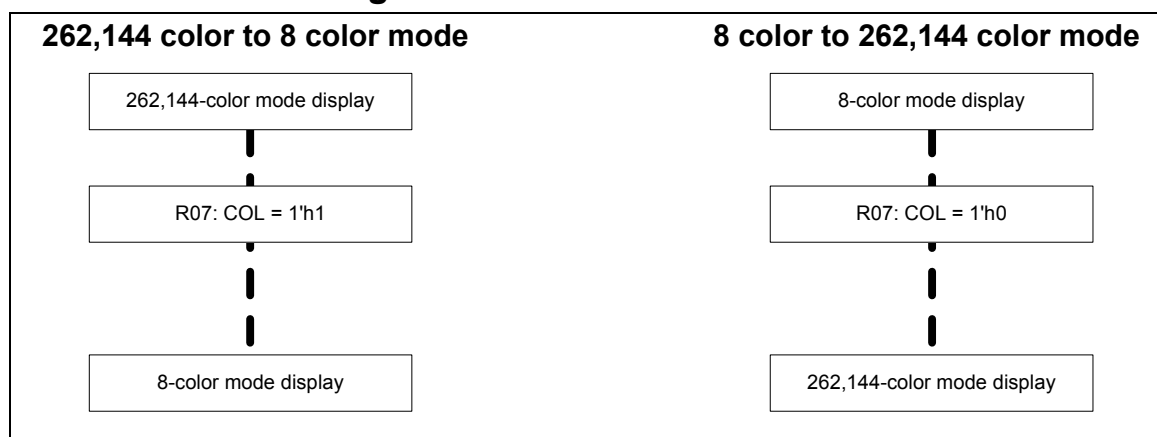 262,144 color to 8 color mode
262,144-color mode display
R07: COL = 1'h1
8-color mode display
8 color to 262,144 color mode
8-color mode display
R07: COL = 1'h0
262,144-color mode display